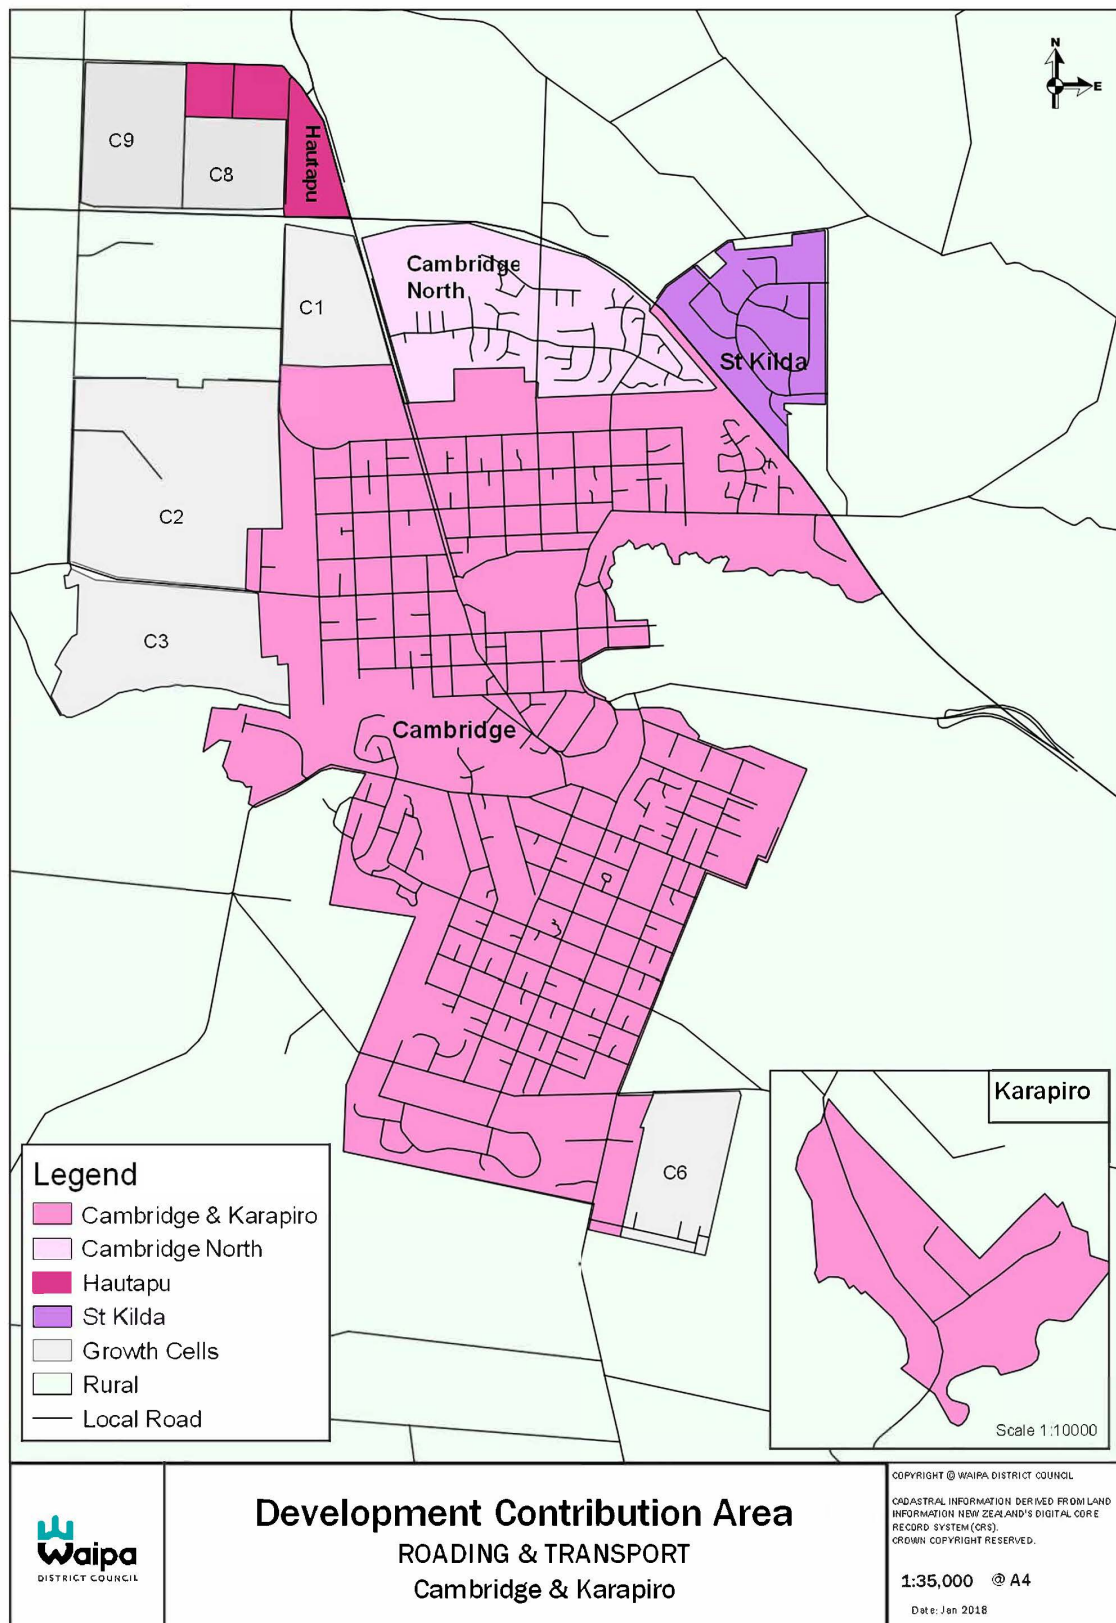 N
E
C9
C8
Hautapu
Cambridge
North
C1
St Kilda
C2
C3
Cambridge
C6
Karapiro
Scale 1:10000
Legend
Cambridge & Karapiro
Cambridge North
Hautapu
St Kilda
Growth Cells
Rural
Local Road
Waipa
DISTRICT COUNCIL
Development Contribution Area
ROADING & TRANSPORT
Cambridge & Karapiro
COPYRIGHT © WAIPA DISTRICT COUNCIL
CADASTRAL INFORMATION DERIVED FROM LAND
INFORMATION NEW ZEALAND'S DIGITAL CORE
RECORD SYSTEM (CRS).
CROWN COPYRIGHT RESERVED.
1:35,000 @ A4
Date: Jan 2018